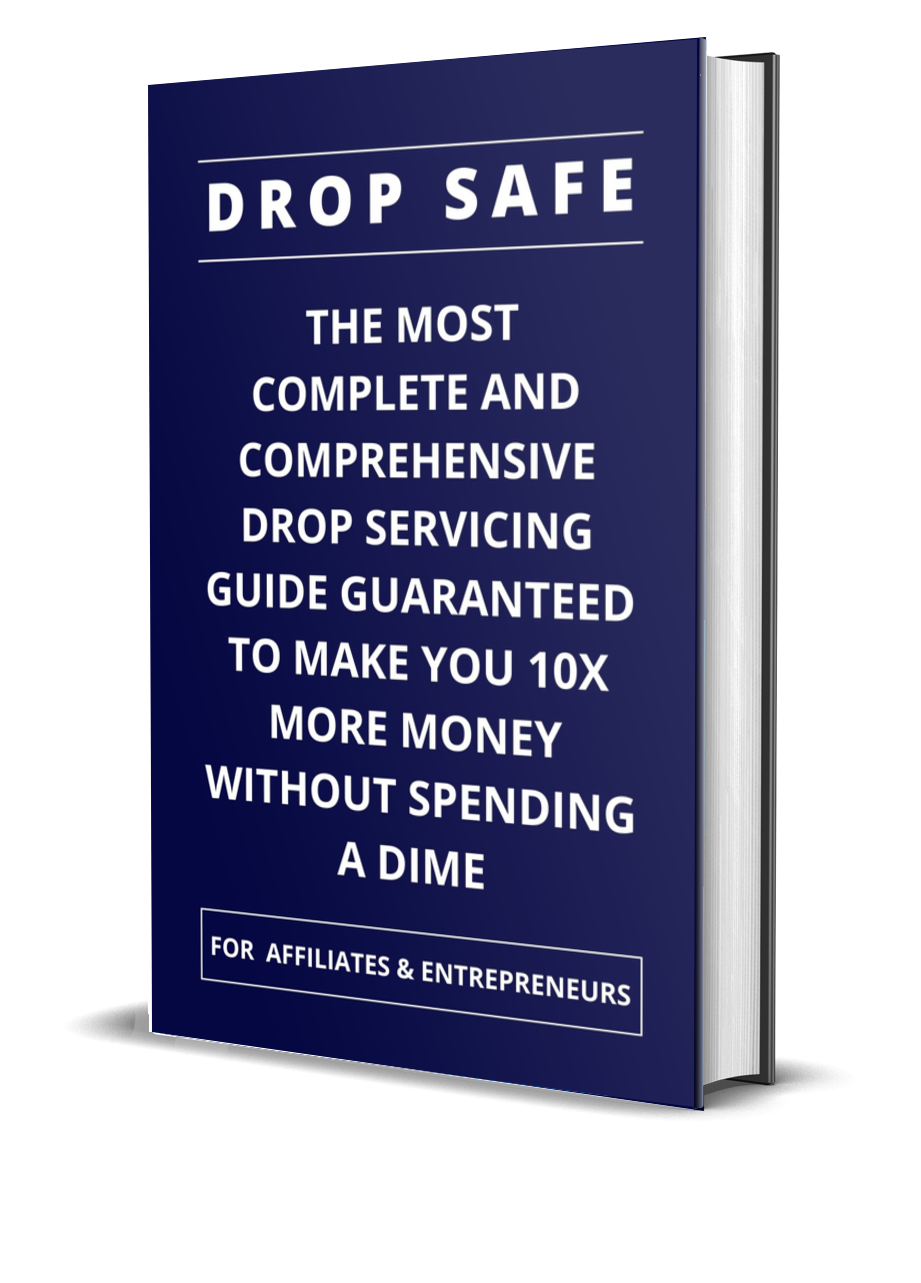 DROP SAFE
THE MOST
COMPLETE AND
COMPREHENSIVE
DROP SERVICING
GUIDE GUARANTEED
TO MAKE YOU 10X
MORE MONEY
WITHOUT SPENDING
A DIME
FOR AFFILIATES & ENTREPRENEURS